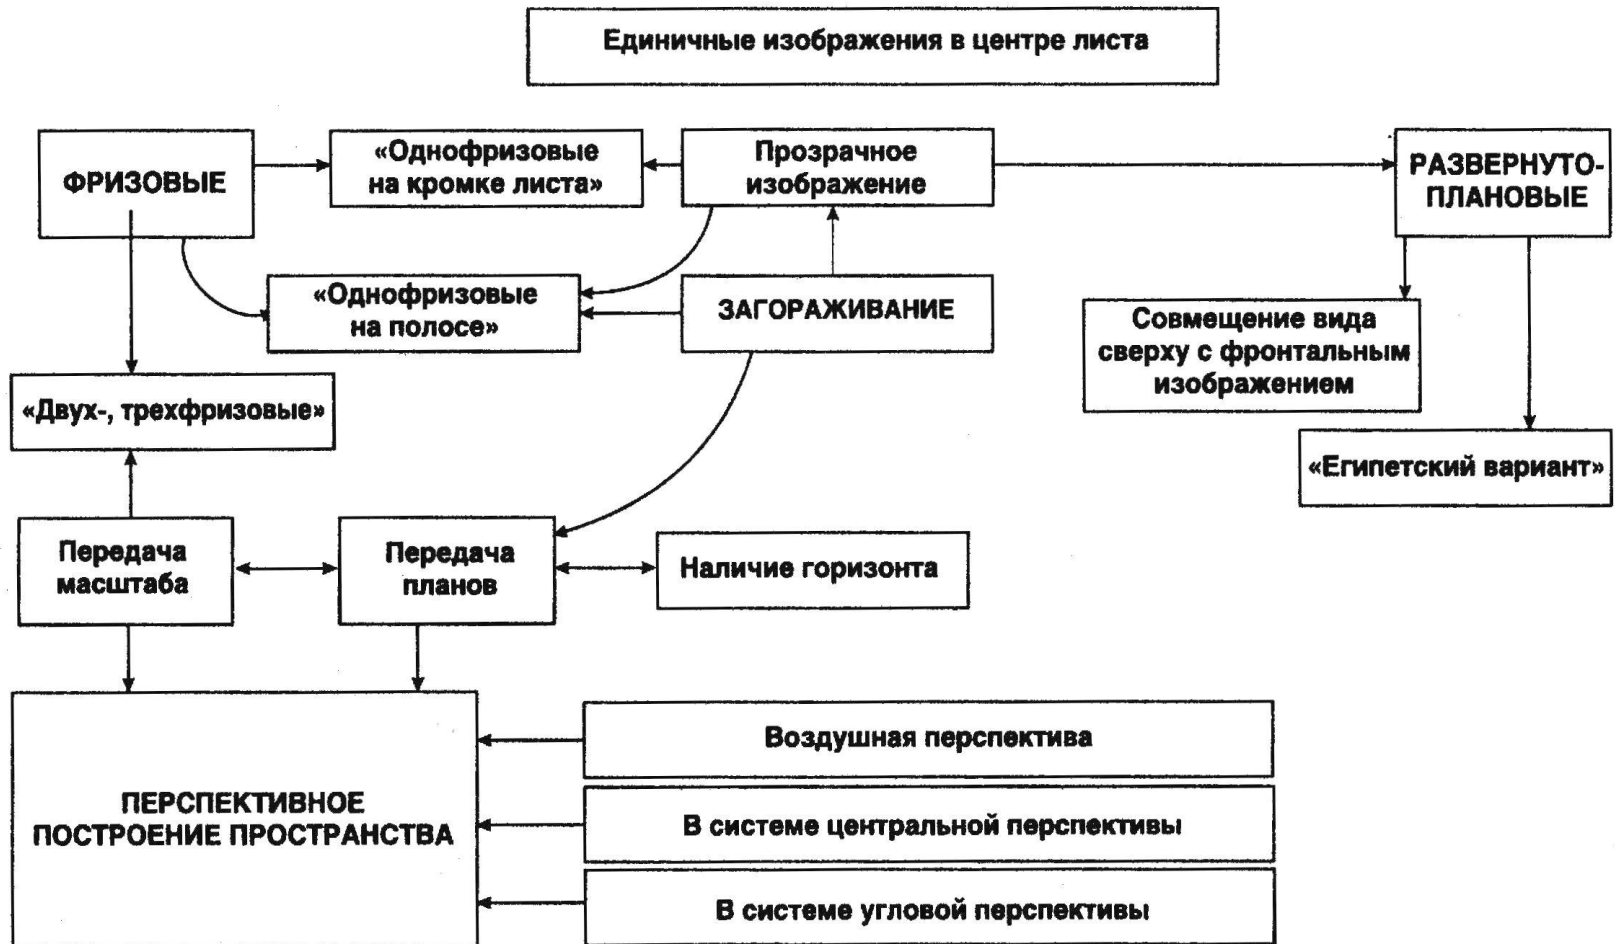 Единичные изображения в центре листа
ФРИЗОВЫЕ
«Однофризовые
на кромке листа»
Прозрачное
изображение
РАЗВЕРНУТО-
ПЛАНОВЫЕ
«Однофризовые
на полосе»
ЗАГОРАЖИВАНИЕ
Совмещение вида
сверху с фронтальным
изображением
«Двух-, трехфризовые»
«Египетский вариант»
Передача
масштаба
Передача
планов
Наличие горизонта
ПЕРСПЕКТИВНОЕ
ПОСТРОЕНИЕ ПРОСТРАНСТВА
Воздушная перспектива
В системе центральной перспективы
В системе угловой перспективы